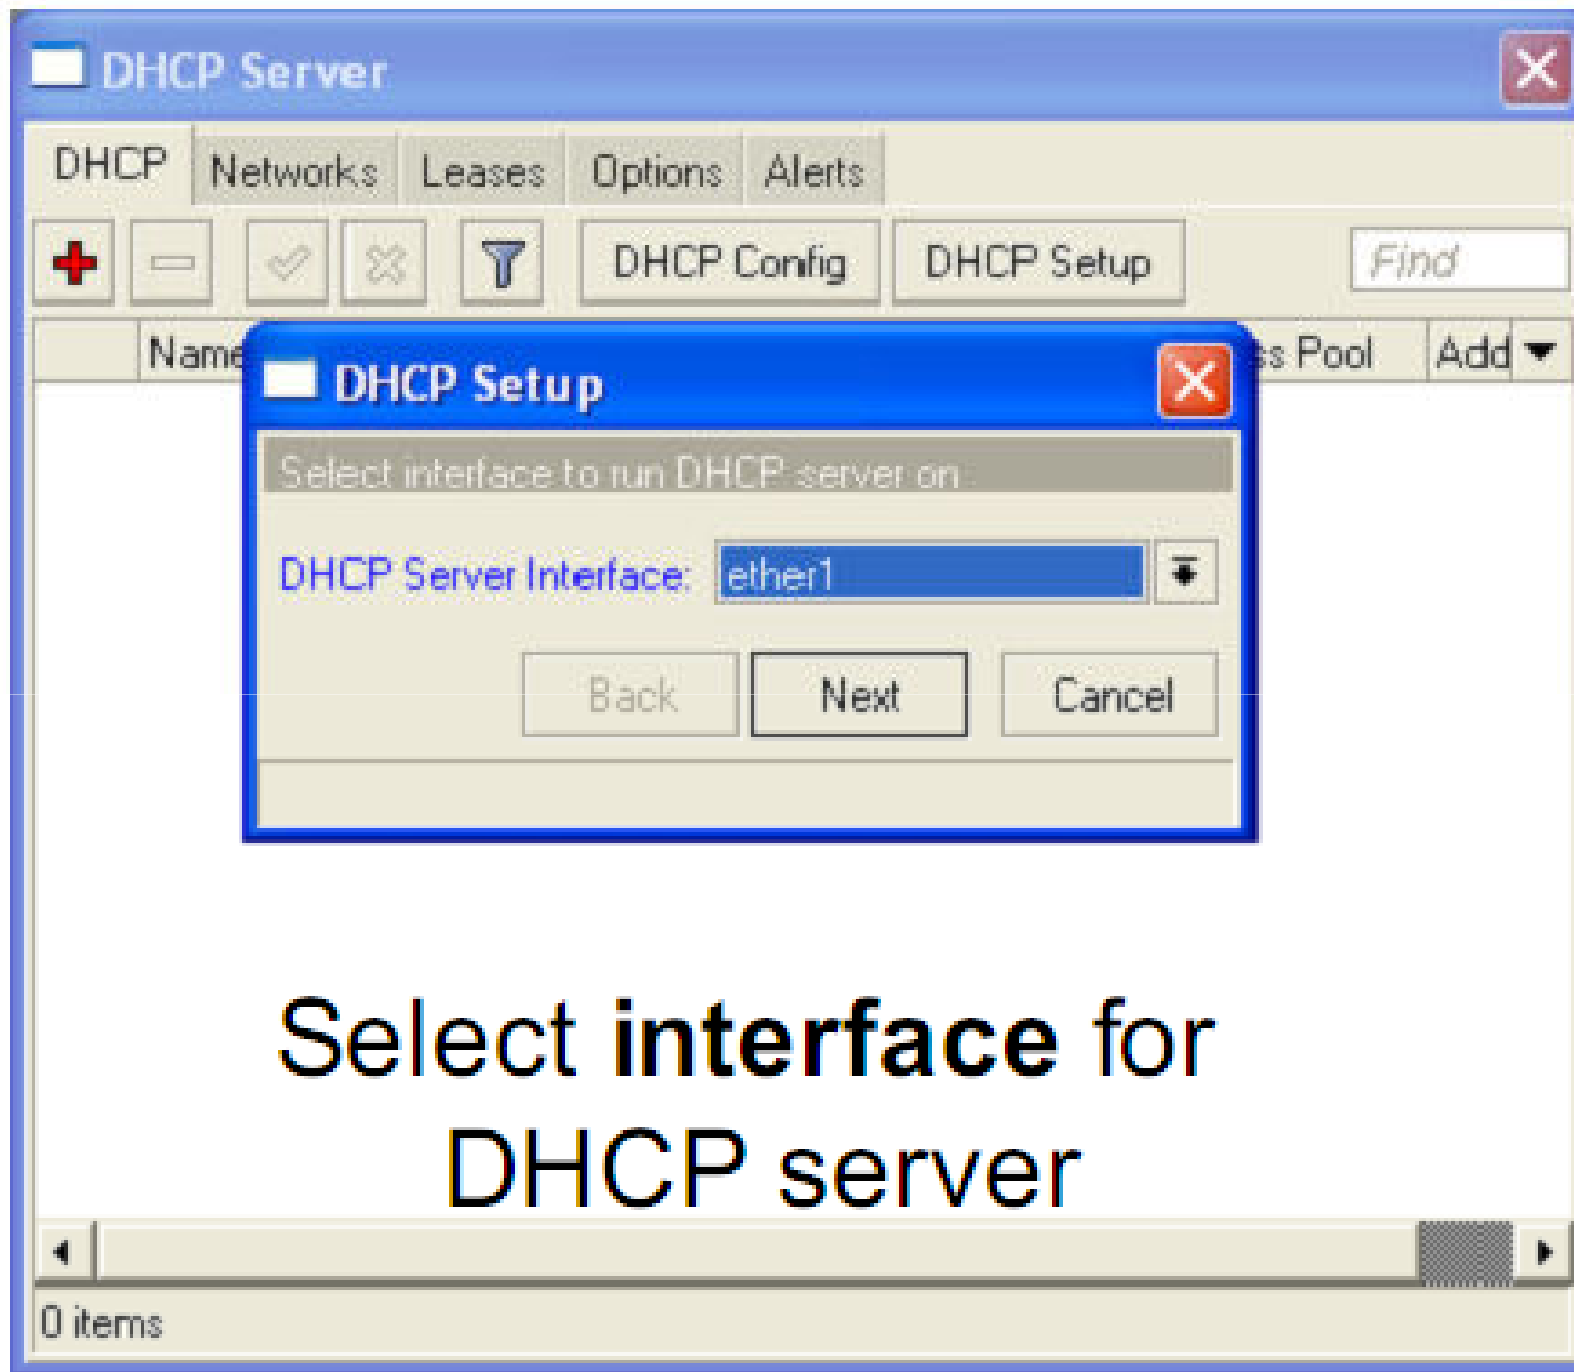 DHCP Server
DHCP Networks Leases Options Alerts
DHCP Config DHCP Setup Find
Name ss Pool Add
DHCP Setup
Select interface to run DHCP server on
DHCP Server Interface: ether1
Back Next Cancel
Select interface for
DHCP server
0 items